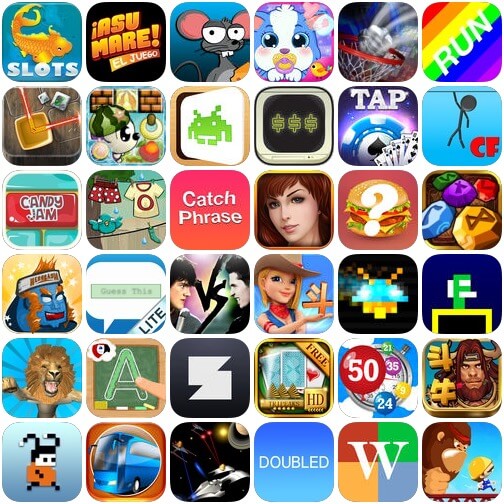 SLOTS
¡ASU
MARE!
EL JUEGO
RUN
$$$
TAP
CF
CANDY
JAM
Catch
Phrase
?
Guess This
LITE
VS
F
A
FREE
HD
50
21
35
24
斗
牛
S
DOUBLED
W